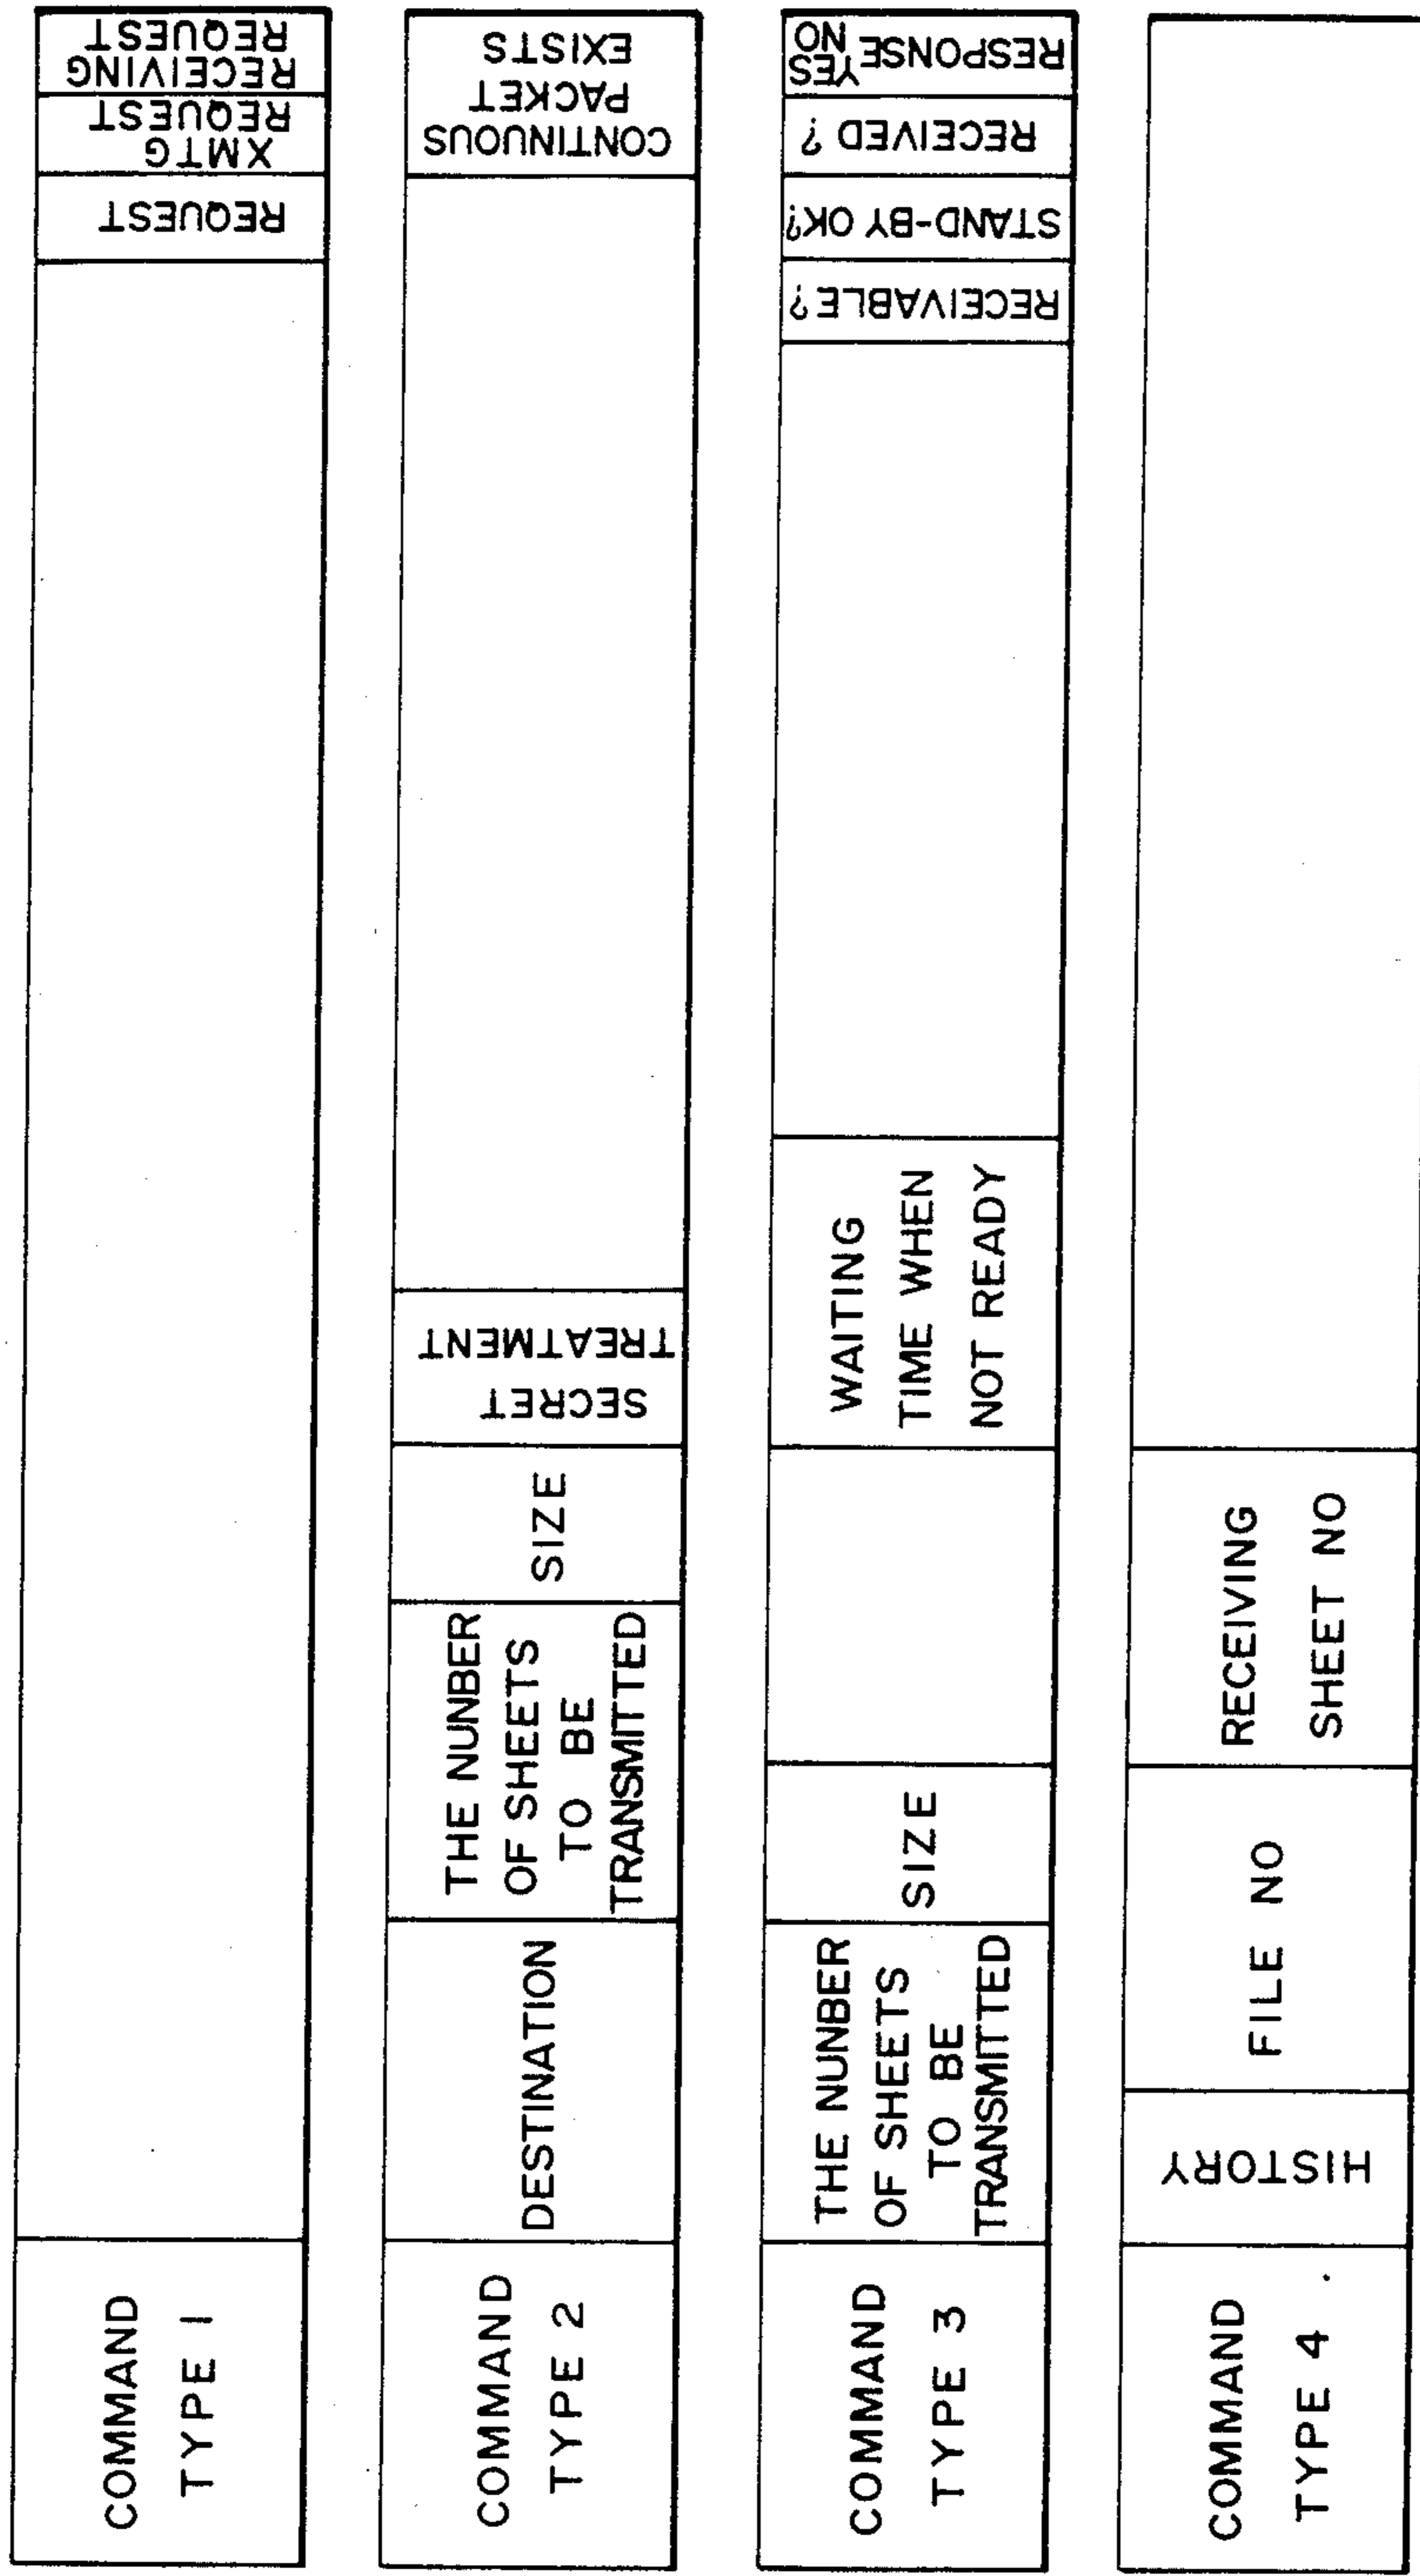 COMMAND
TYPE 1
REQUEST
XMTG
REQUEST
RECEIVING
REQUEST
COMMAND
TYPE 2
DESTINATION
THE NUNBER
OF SHEETS
TO BE
TRANSMITTED
SIZE
SECRET
TREATMENT
CONTINUOUS
PACKET
EXISTS
COMMAND
TYPE 3
THE NUNBER
OF SHEETS
TO BE
TRANSMITTED
SIZE
WAITING
TIME WHEN
NOT READY
RECEIVABLE?
STAND-BY OK?
RECEIVED ?
RESPONSE YES
NO
COMMAND
TYPE 4
HISTORY
FILE NO
RECEIVING
SHEET NO